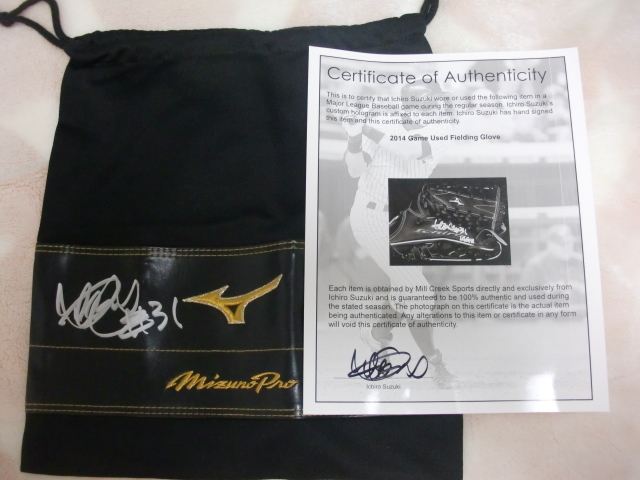 #31
Mizuno Pro
Certificate of Authenticity
This is to certify that Ichiro Suzuki wore or used the following item in a
Major League Baseball game during the regular season. Ichiro Suzuki's
custom hologram is affixed to each item. Ichiro Suzuki has hand signed
this item and this certificate of authenticity.
2014 Game Used Fielding Glove
Each item is obtained by Mill Creek Sports directly and exclusively from
Ichiro Suzuki and is guaranteed to be 100% authentic and used during
the stated season. The photograph on this certificate is the actual item
being authenticated. Any alterations to this item or certificate in any form
will void this certificate of authenticity.
Ichiro Suzuki